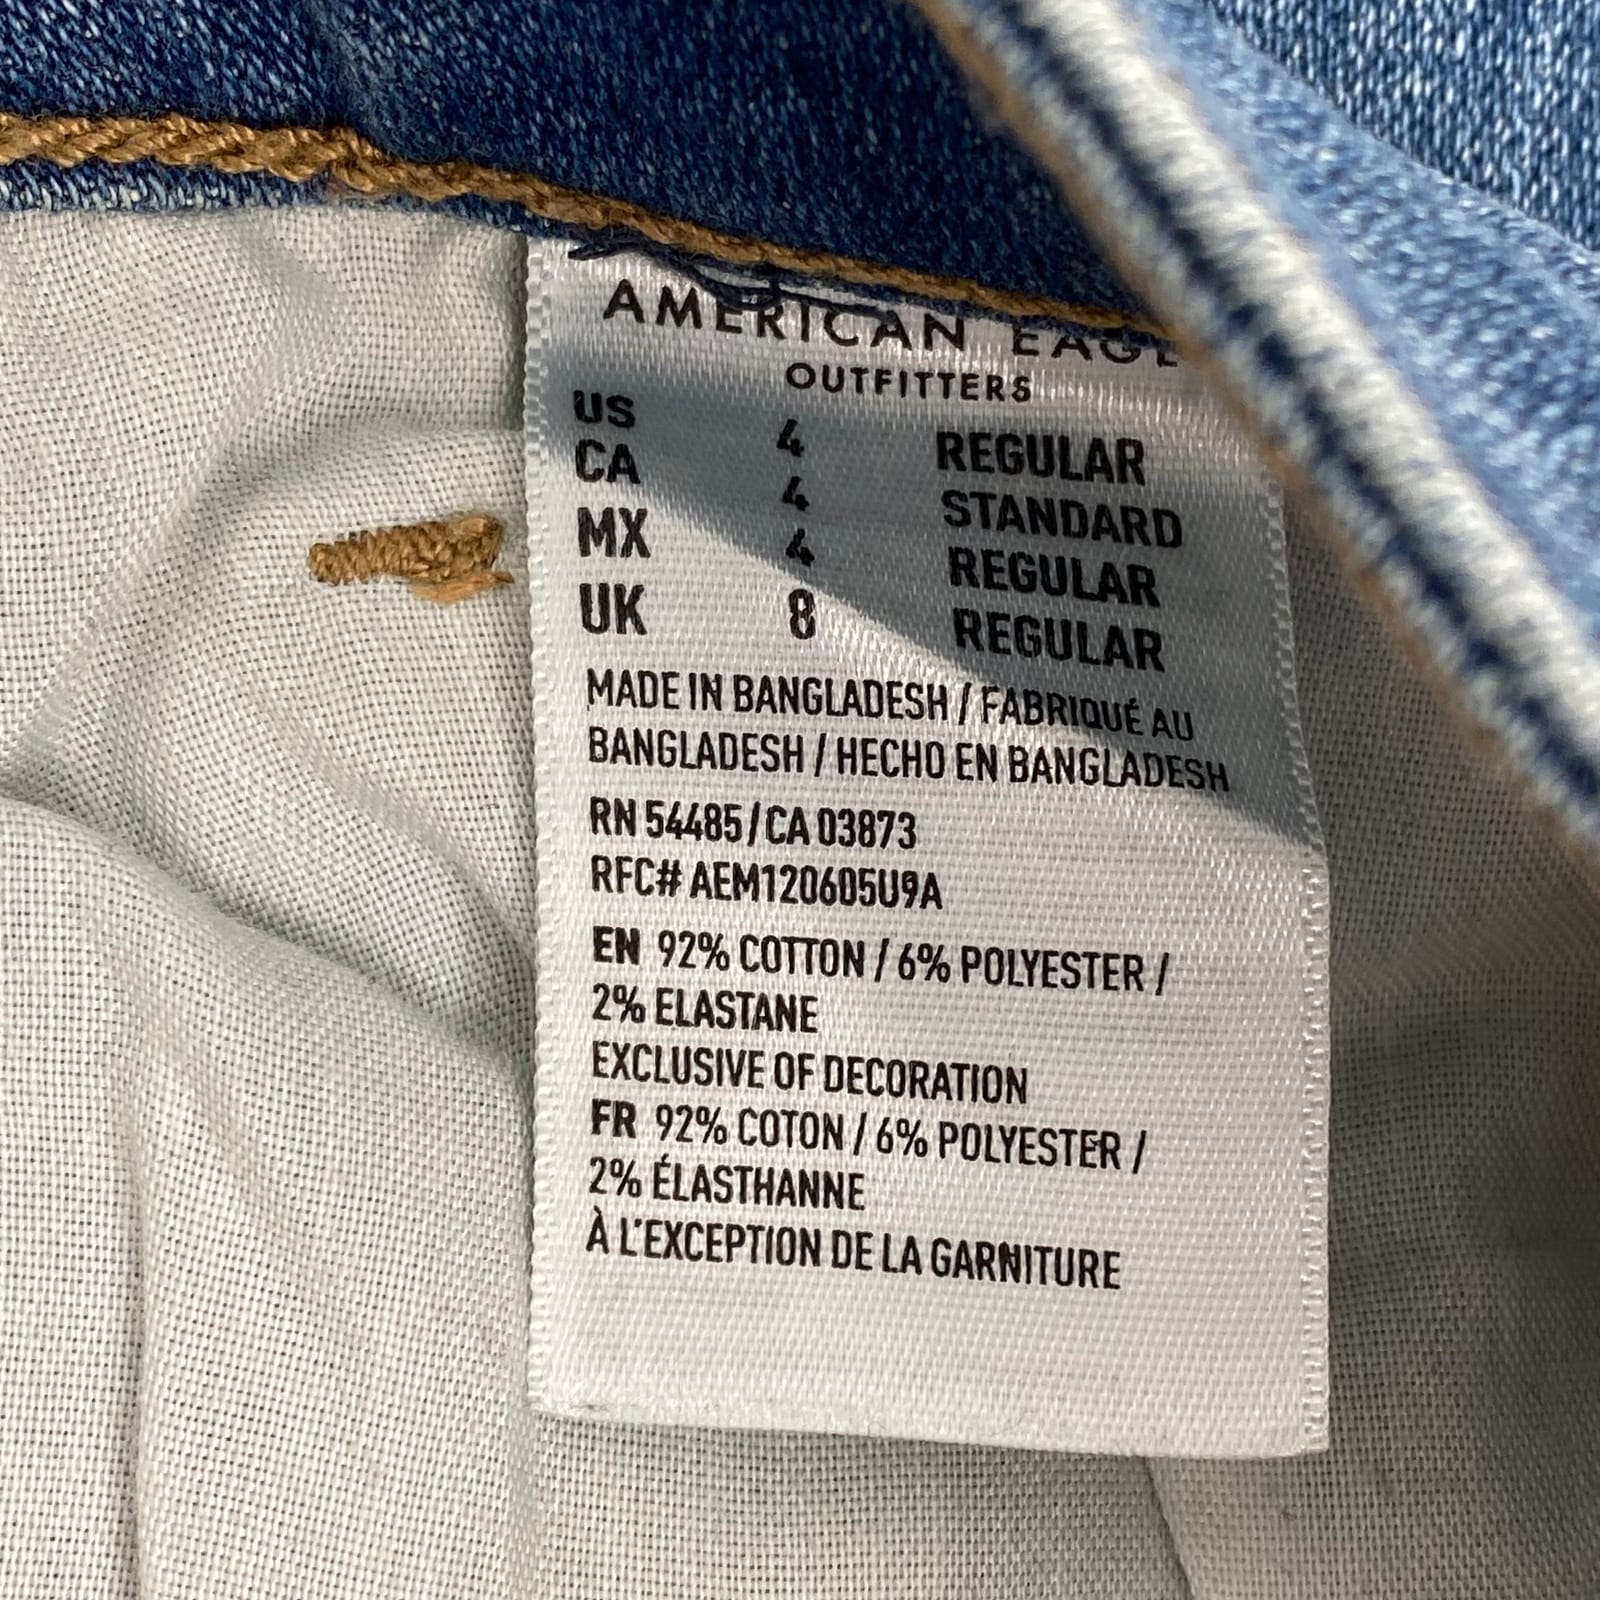 AMERICAN EAGLE
OUTFITTERS
US 4 REGULAR
CA 4 STANDARD
MX 4 REGULAR
UK 8 REGULAR
MADE IN BANGLADESH / FABRIQUÉ AU
BANGLADESH / HECHO EN BANGLADESH
RN 54485 / CA 03873
RFC# AEM120605U9A
EN 92% COTTON / 6% POLYESTER /
2% ELASTANE
EXCLUSIVE OF DECORATION
FR 92% COTON / 6% POLYESTER /
2% ÉLASTHANNE
À L'EXCEPTION DE LA GARNITURE